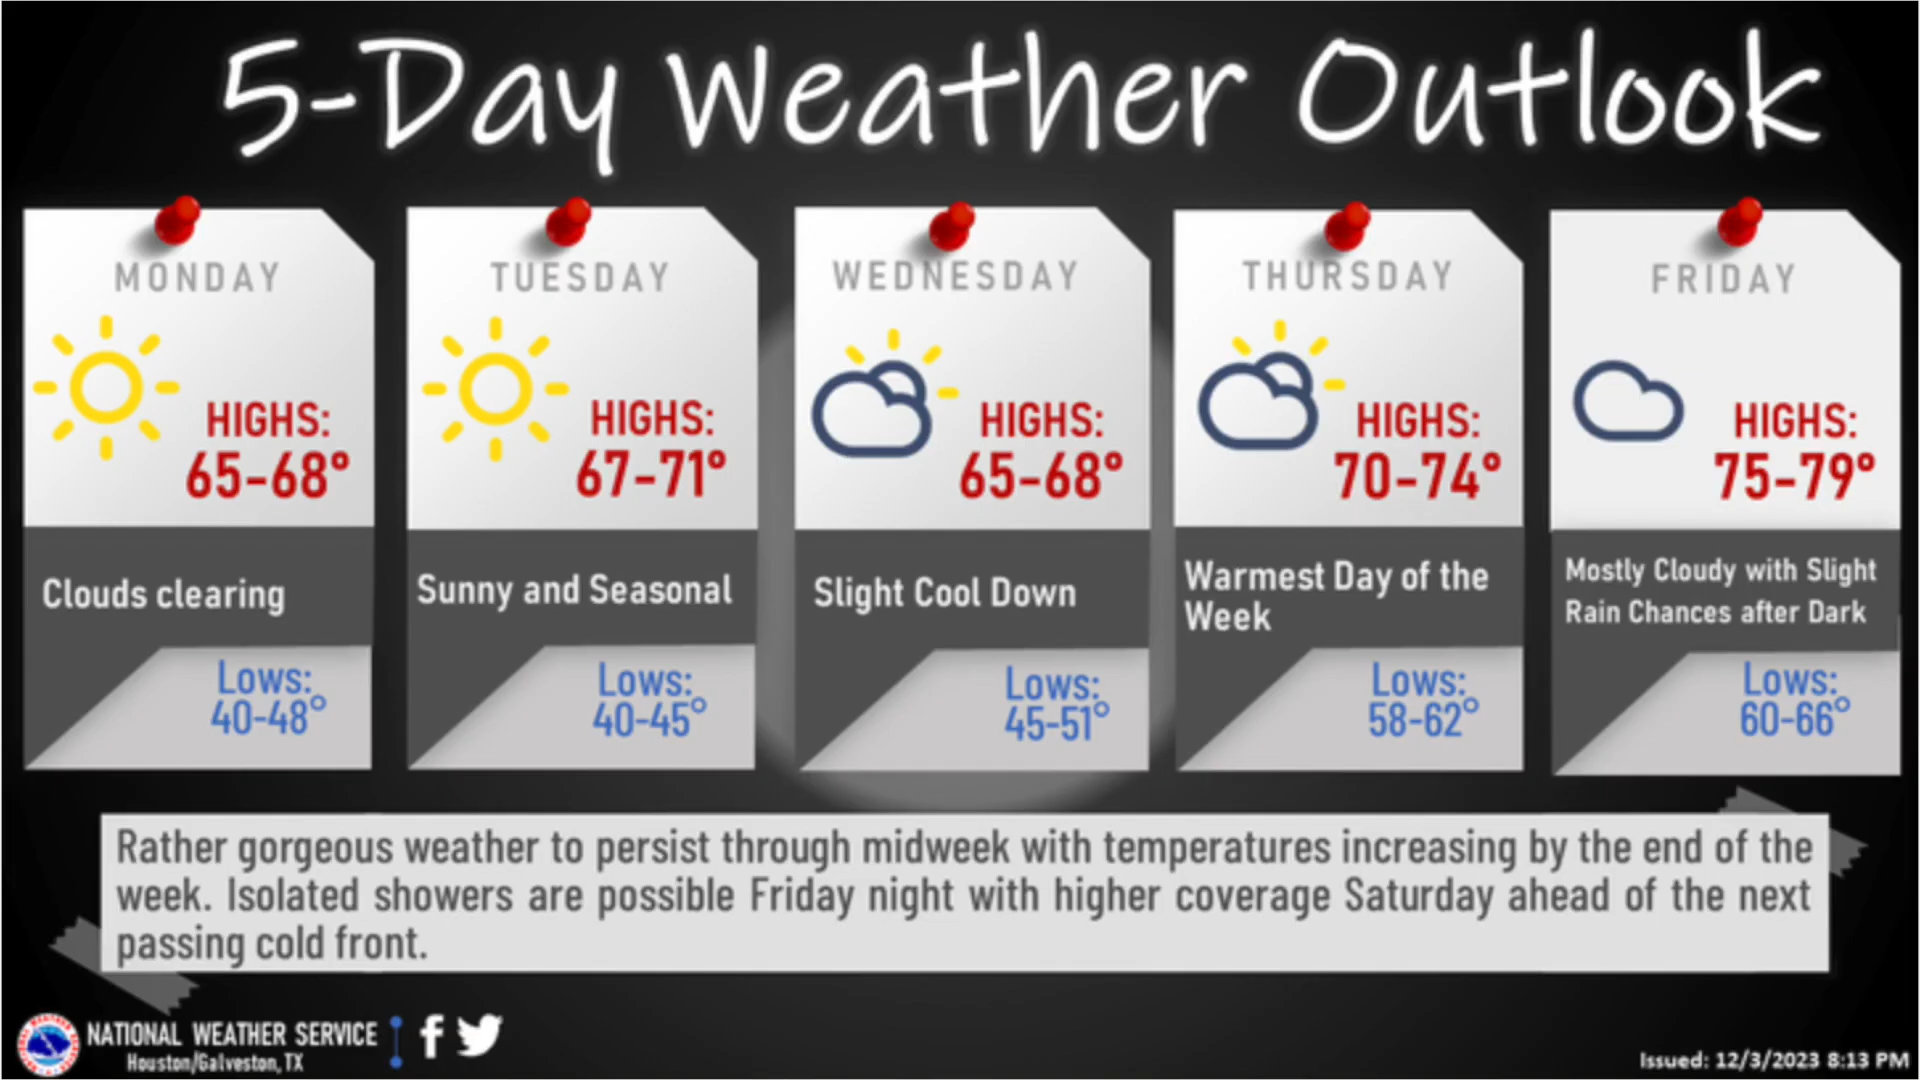 5-Day Weather Outlook
MONDAY
HIGHS:
65-68°
Clouds clearing
Lows:
40-48°
TUESDAY
HIGHS:
67-71°
Sunny and Seasonal
Lows:
40-45°
WEDNESDAY
HIGHS:
65-68°
Slight Cool Down
Lows:
45-51°
THURSDAY
HIGHS:
70-74°
Warmest Day of the
Week
Lows:
58-62°
FRIDAY
HIGHS:
75-79°
Mostly Cloudy with Slight
Rain Chances after Dark
Lows:
60-66°
Rather gorgeous weather to persist through midweek with temperatures increasing by the end of the
week. Isolated showers are possible Friday night with higher coverage Saturday ahead of the next
passing cold front.
NATIONAL WEATHER SERVICE
Houston/Galveston, TX
Issued: 12/3/2023 8:13 PM